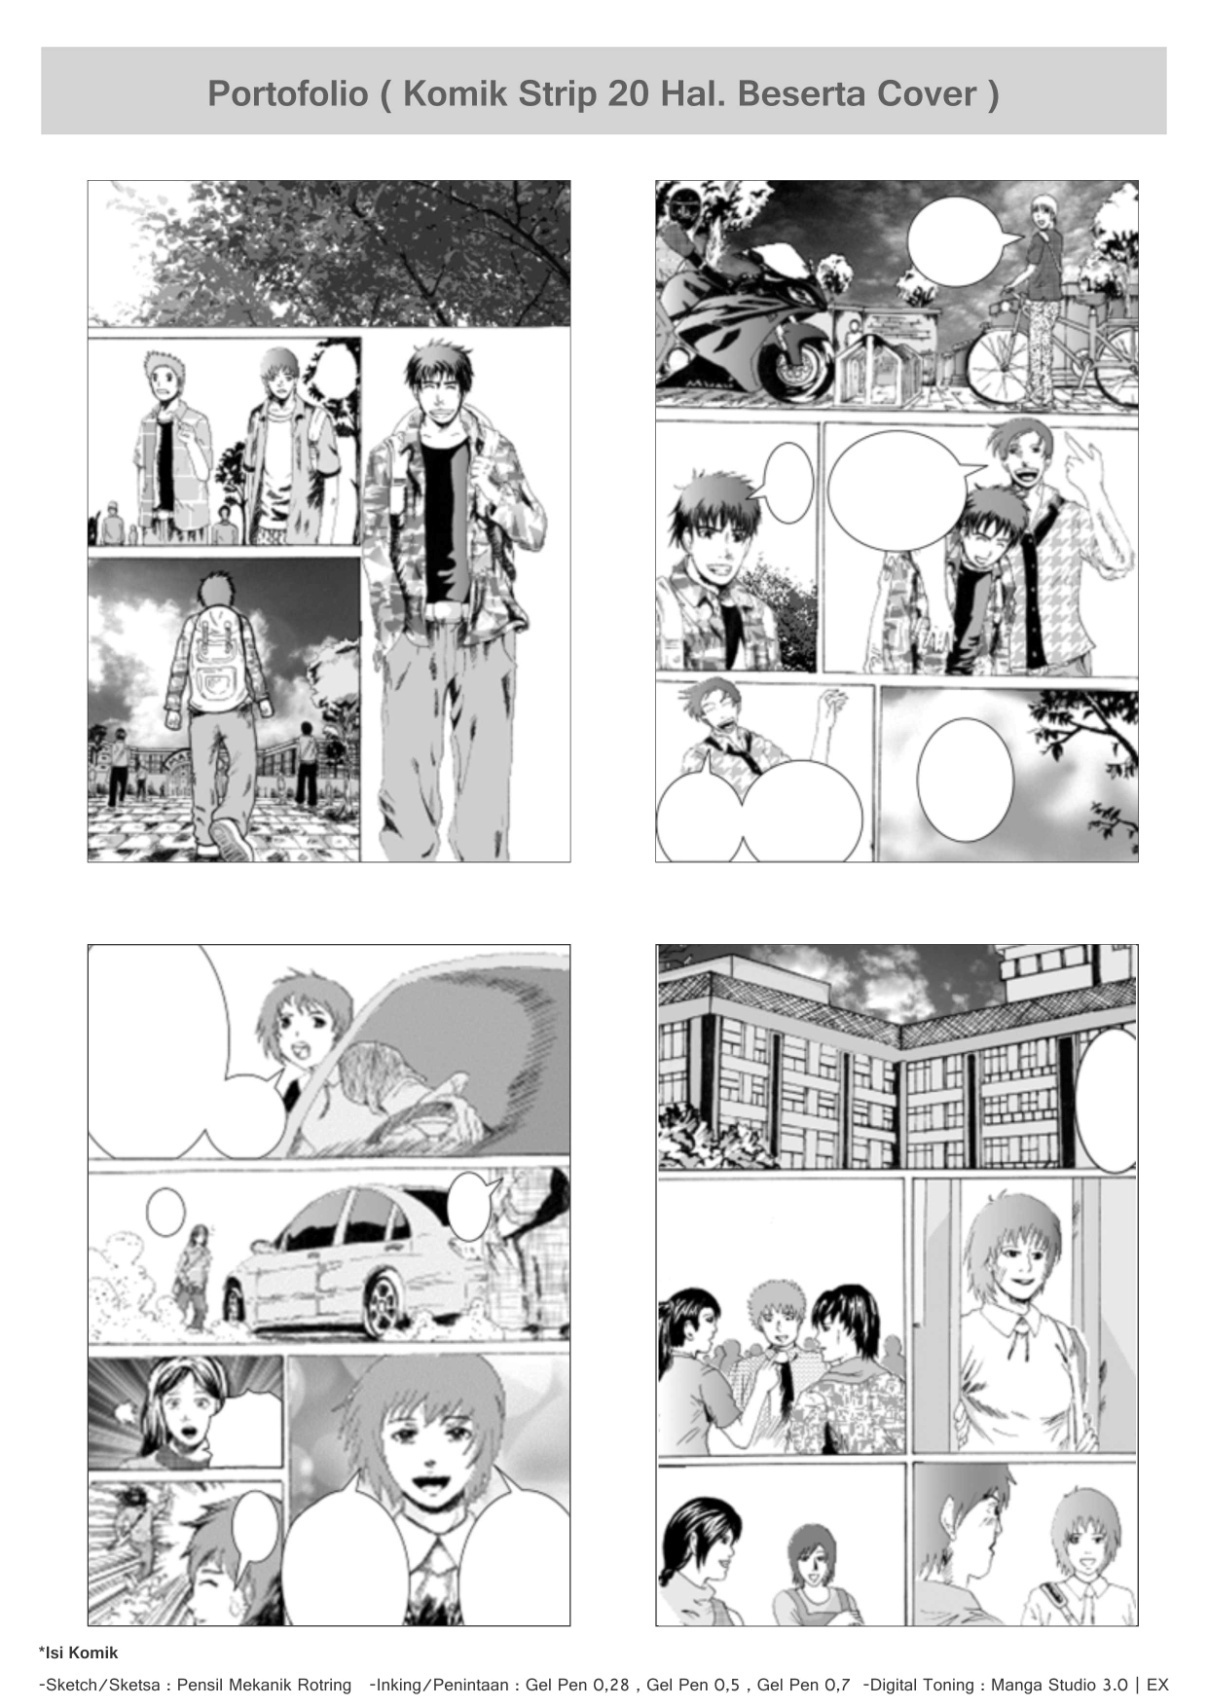 Portofolio ( Komik Strip 20 Hal. Beserta Cover )
*Isi Komik
-Sketch/Sketsa : Pensil Mekanik Rotring -Inking/Penintaan : Gel Pen 0,28 , Gel Pen 0,5 , Gel Pen 0,7 -Digital Toning : Manga Studio 3.0 | EX